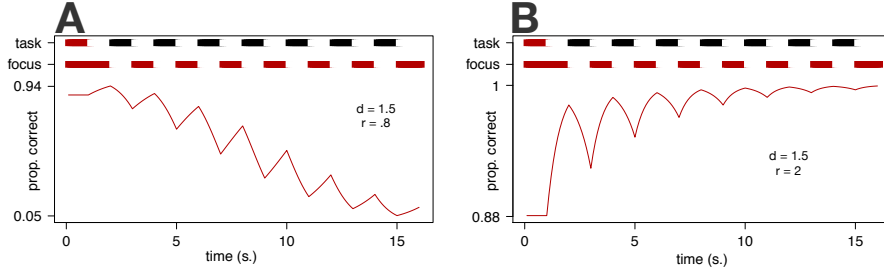 A
task
focus
0.94
prop. correct
0.05
d = 1.5
r = .8
0 5 10 15
time (s.)
B
task
focus
1
prop. correct
0.88
d = 1.5
r = 2
0 5 10 15
time (s.)